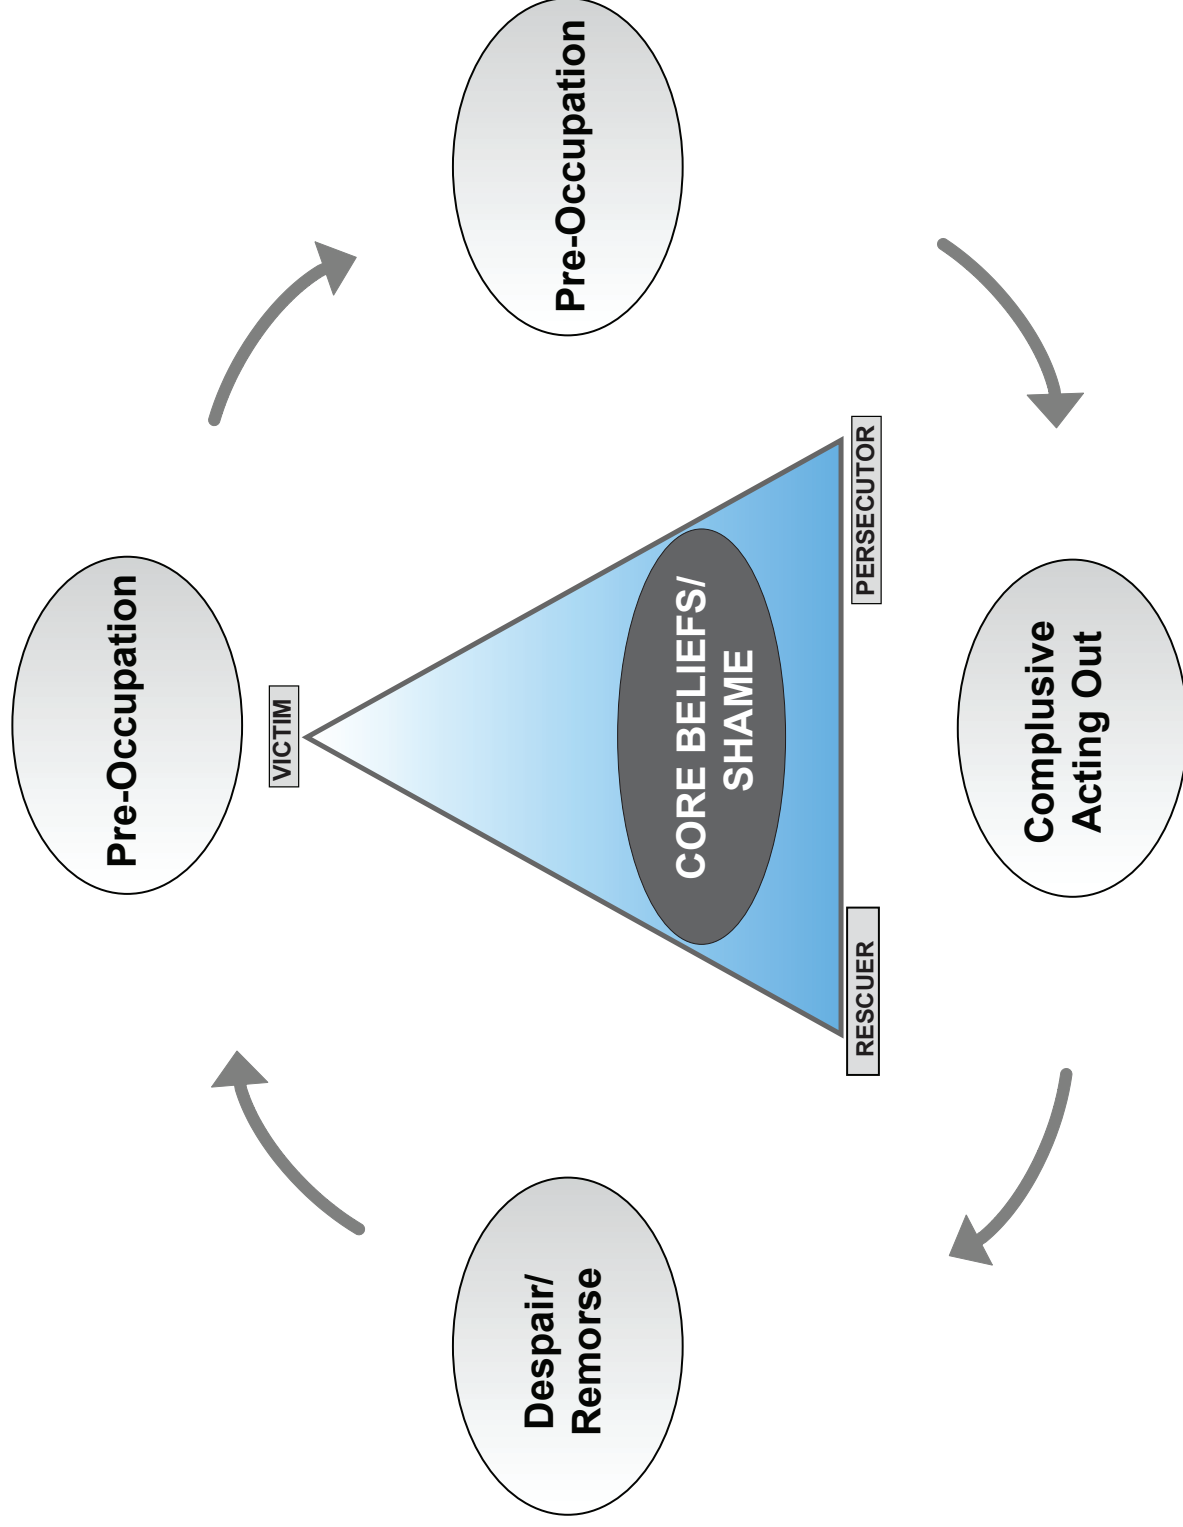 Pre-Occupation
Pre-Occupation
VICTIM
CORE BELIEFS/
SHAME
RESCUER
PERSECUTOR
Despair/
Remorse
Complusive
Acting Out